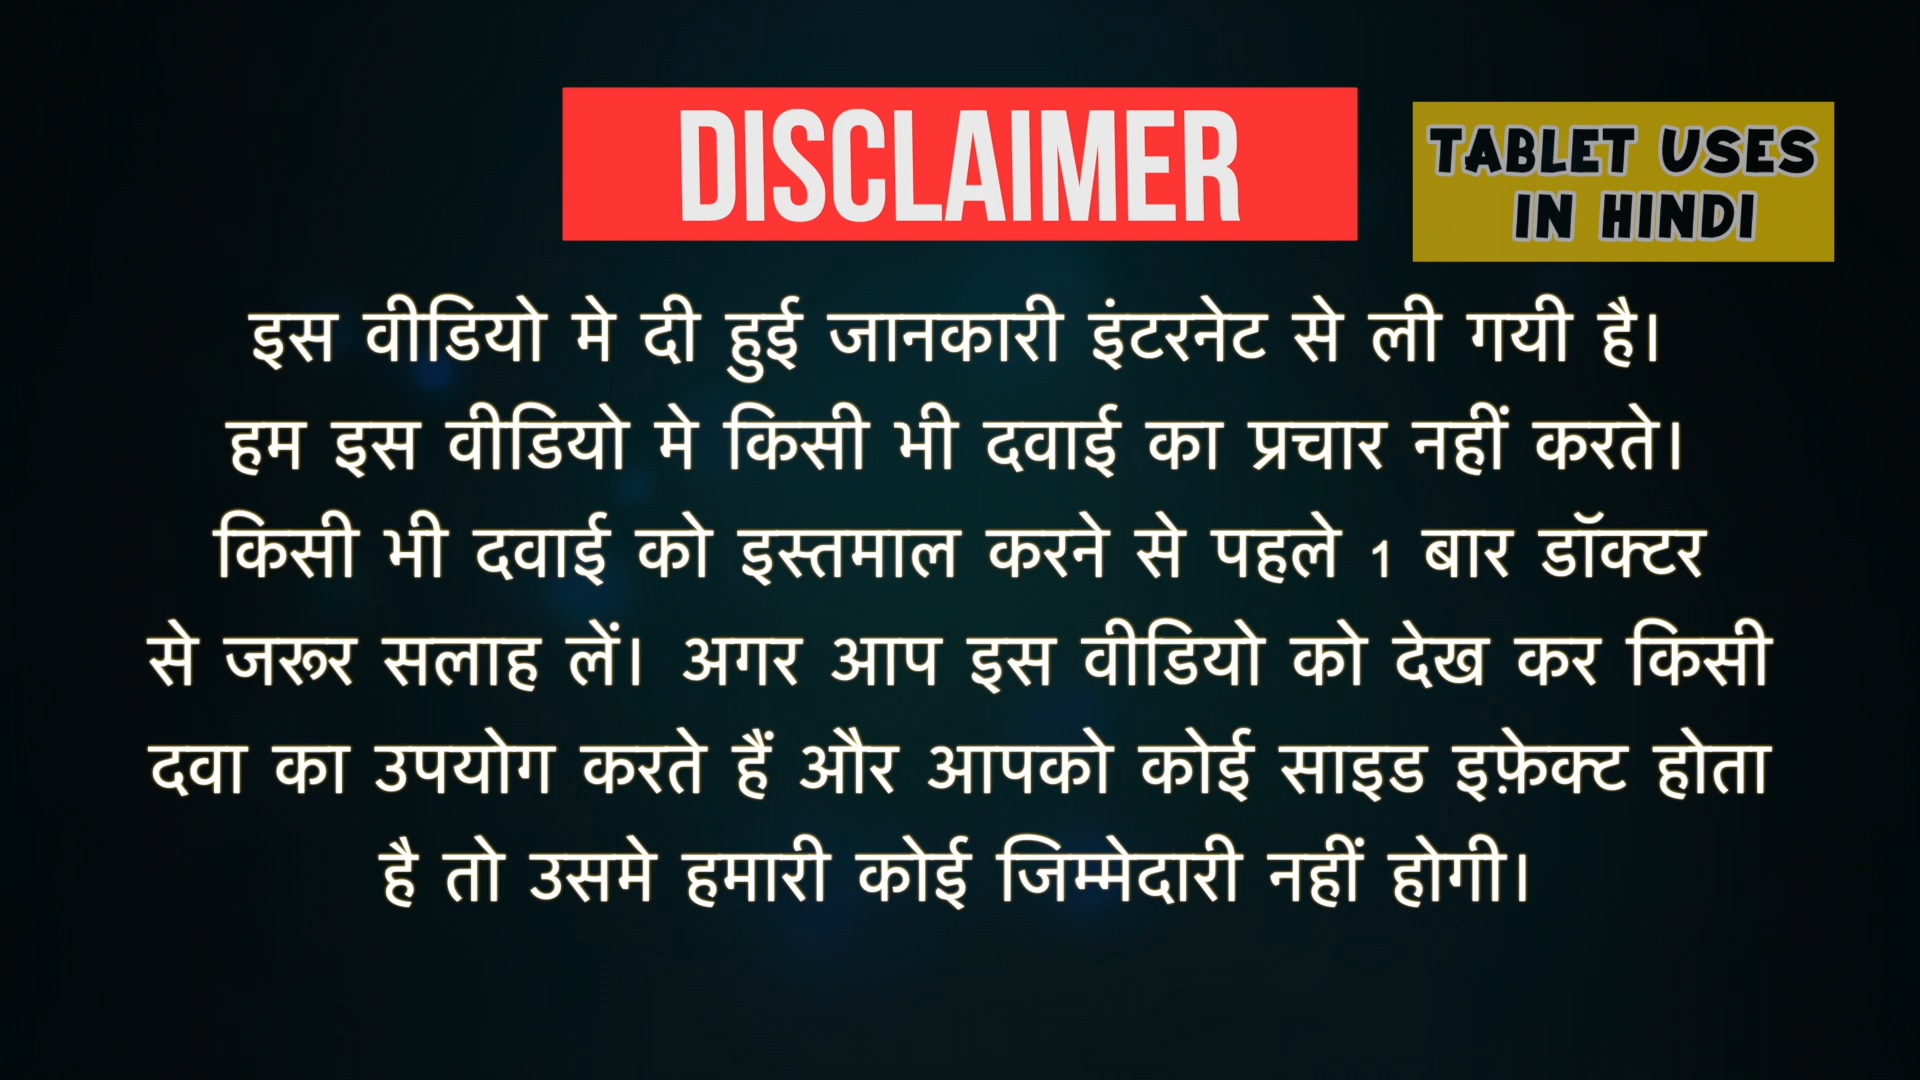 DISCLAIMER
TABLET USES
IN HINDI
इस वीडियो मे दी हुई जानकारी इंटरनेट से ली गयी है।
हम इस वीडियो मे किसी भी दवाई का प्रचार नहीं करते।
किसी भी दवाई को इस्तमाल करने से पहले 1 बार डॉक्टर
से जरूर सलाह लें। अगर आप इस वीडियो को देख कर किसी
दवा का उपयोग करते हैं और आपको कोई साइड इफ़ेक्ट होता
है तो उसमे हमारी कोई जिम्मेदारी नहीं होगी।